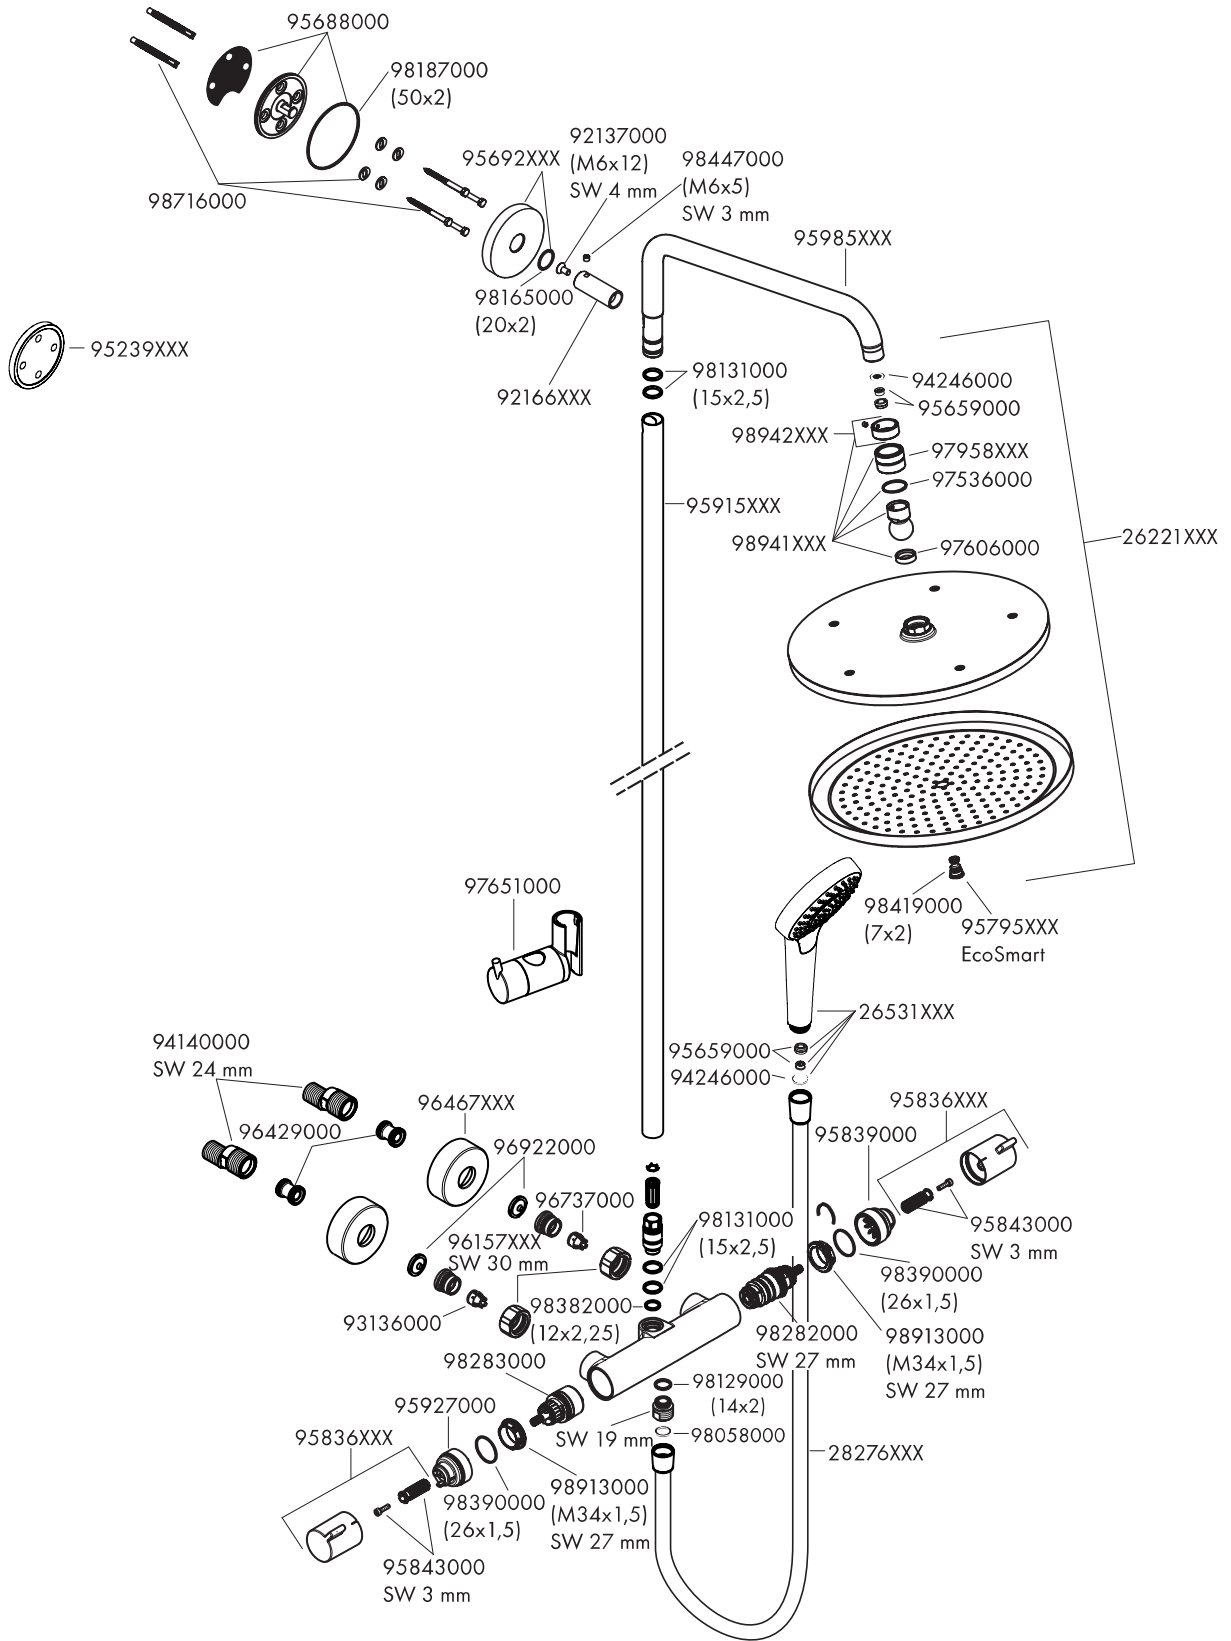 95688000
98187000
(50x2)
98716000
95692XXX
92137000
(M6x12)
SW 4 mm
98447000
(M6x5)
SW 3 mm
95985XXX
98165000
(20x2)
92166XXX
95239XXX
98131000
(15x2,5)
94246000
95659000
98942XXX
97958XXX
97536000
95915XXX
98941XXX
97606000
26221XXX
97651000
98419000
(7x2)
95795XXX
EcoSmart
26531XXX
95659000
94246000
94140000
SW 24 mm
96429000
96467XXX
96922000
96737000
96157XXX
SW 30 mm
93136000
98131000
(15x2,5)
98382000
(12x2,25)
95836XXX
95839000
95843000
SW 3 mm
98390000
(26x1,5)
98282000
SW 27 mm
98913000
(M34x1,5)
SW 27 mm
98283000
95927000
95836XXX
98129000
(14x2)
SW 19 mm
98058000
28276XXX
98390000
(26x1,5)
98913000
(M34x1,5)
SW 27 mm
95843000
SW 3 mm